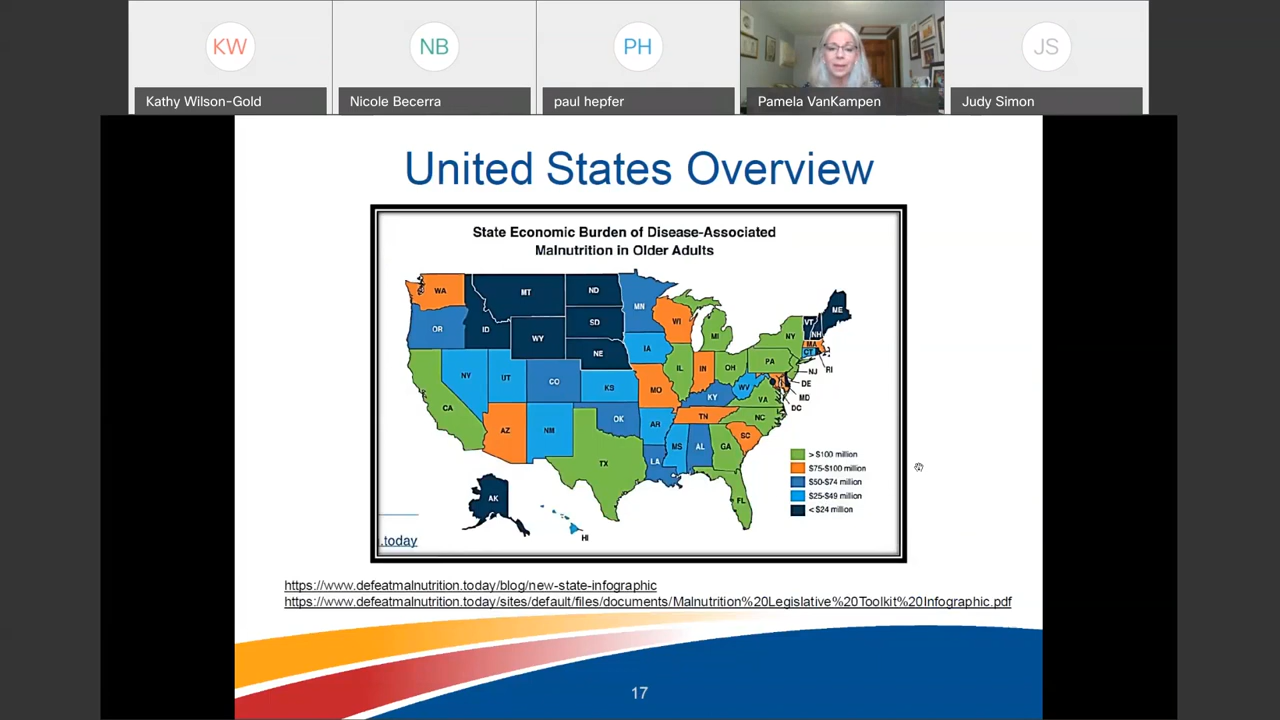 KW
NB
PH
JS
Kathy Wilson-Gold
Nicole Becerra
paul hepfer
Pamela VanKampen
Judy Simon
United States Overview
State Economic Burden of Disease-Associated
Malnutrition in Older Adults
WA
MT
ND
MN
ME
VT
NH
OR
ID
SD
WI
MI
NY
MA
CT
RI
WY
NE
IA
PA
NJ
NV
UT
CO
KS
IL
IN
OH
WV
DE
MD
DC
CA
MO
KY
VA
AZ
NM
OK
AR
TN
NC
SC
TX
LA
MS
AL
GA
FL
AK
HI
> $100 million
$75-$100 million
$50-$74 million
$25-$49 million
< $24 million
.today
https://www.defeatmalnutrition.today/blog/new-state-infographic
https://www.defeatmalnutrition.today/sites/default/files/documents/Malnutrition%20Legislative%20Toolkit%20Infographic.pdf
17